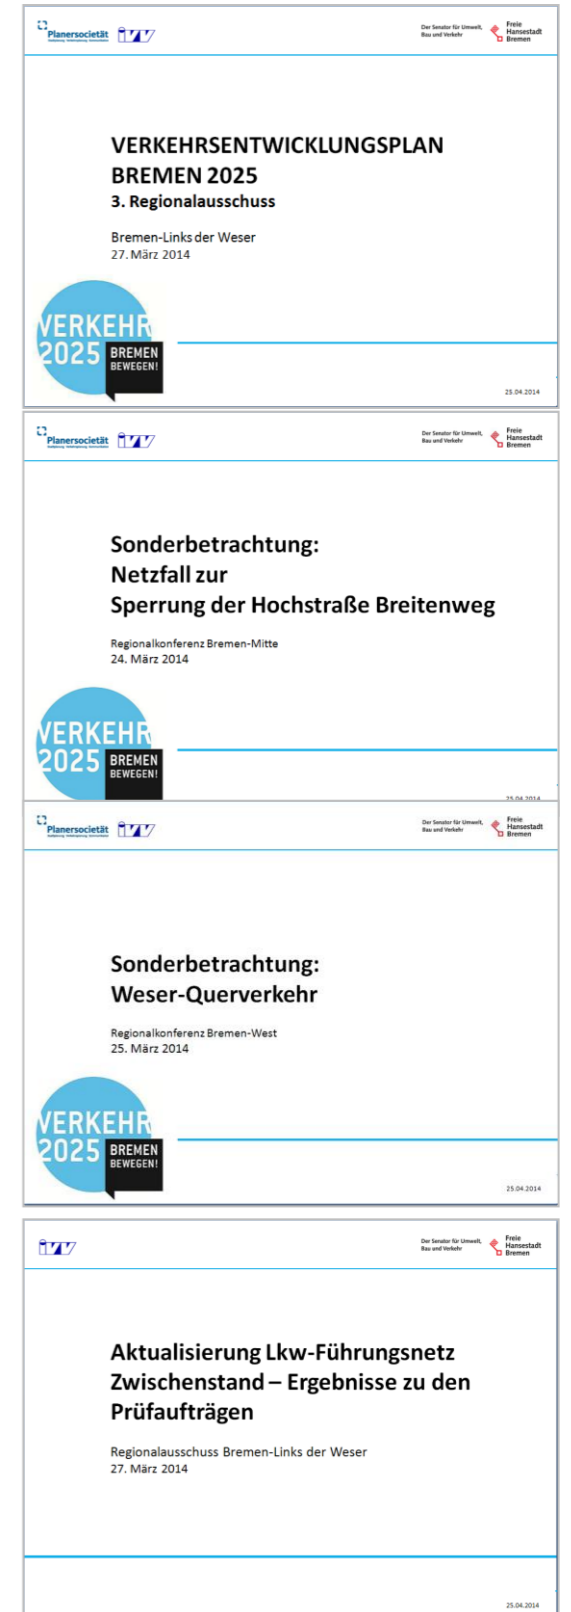 Planersocietät
ivv
Der Senator für Umwelt,
Bau und Verkehr
Freie
Hansestadt
Bremen
VERKEHRSENTWICKLUNGSPLAN
BREMEN 2025
3. Regionalausschuss
Bremen-Links der Weser
27. März 2014
VERKEHR
2025 BREMEN
BEWEGEN!
25.04.2014
Planersocietät
ivv
Der Senator für Umwelt,
Bau und Verkehr
Freie
Hansestadt
Bremen
Sonderbetrachtung:
Netzfall zur
Sperrung der Hochstraße Breitenweg
Regionalkonferenz Bremen-Mitte
24. März 2014
VERKEHR
2025 BREMEN
BEWEGEN!
25.04.2014
Planersocietät
ivv
Der Senator für Umwelt,
Bau und Verkehr
Freie
Hansestadt
Bremen
Sonderbetrachtung:
Weser-Querverkehr
Regionalkonferenz Bremen-West
25. März 2014
VERKEHR
2025 BREMEN
BEWEGEN!
25.04.2014
ivv
Der Senator für Umwelt,
Bau und Verkehr
Freie
Hansestadt
Bremen
Aktualisierung Lkw-Führungsnetz
Zwischenstand – Ergebnisse zu den
Prüfaufträgen
Regionalausschuss Bremen-Links der Weser
27. März 2014
25.04.2014